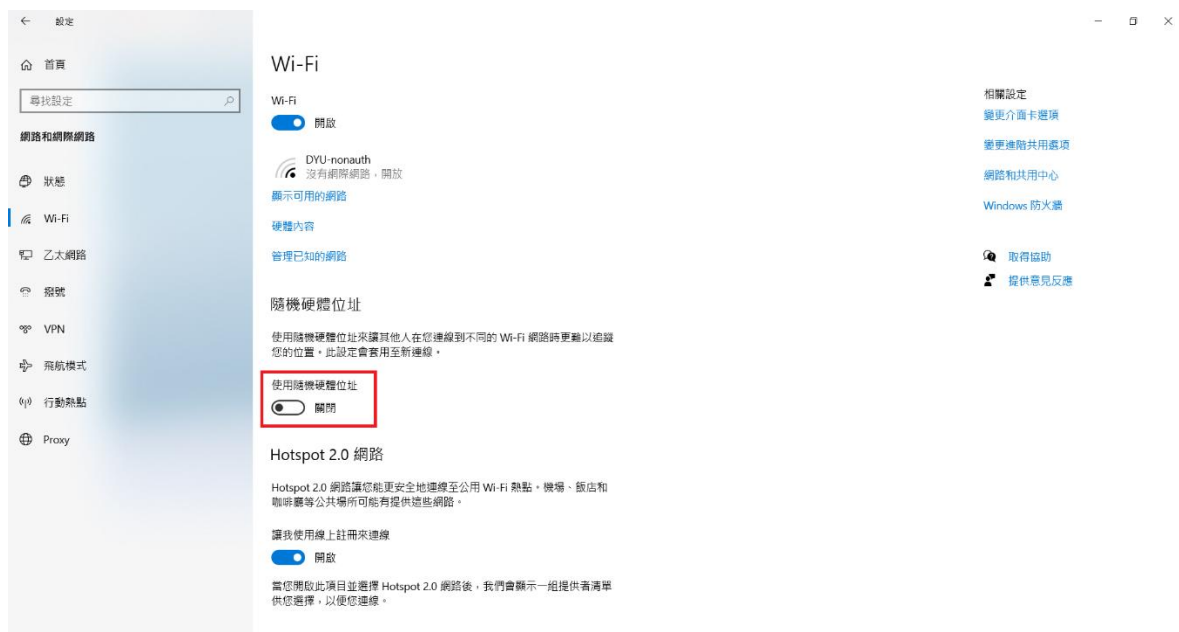 設定
首頁
尋找設定
網路和網際網路
狀態
Wi-Fi
乙太網路
撥號
VPN
飛航模式
行動熱點
Proxy
Wi-Fi
Wi-Fi
開啟
DYU-nonauth
沒有網際網路，開放
顯示可用的網路
硬體內容
管理已知的網路
隨機硬體位址
使用隨機硬體位址來讓其他人在您連線到不同的 Wi-Fi 網路時更難以追蹤
您的位置。此設定會套用至新連線。
使用隨機硬體位址
關閉
Hotspot 2.0 網路
Hotspot 2.0 網路讓您能更安全地連線至公用 Wi-Fi 熱點。機場、飯店和
咖啡廳等公共場所可能有提供這些網路。
讓我使用線上註冊來連線
開啟
當您開啟此項目並選擇 Hotspot 2.0 網路後，我們會顯示一組提供者清單
供您選擇，以便您連線。
相關設定
變更介面卡選項
變更進階共用選項
網路和共用中心
Windows 防火牆
取得協助
提供意見反應